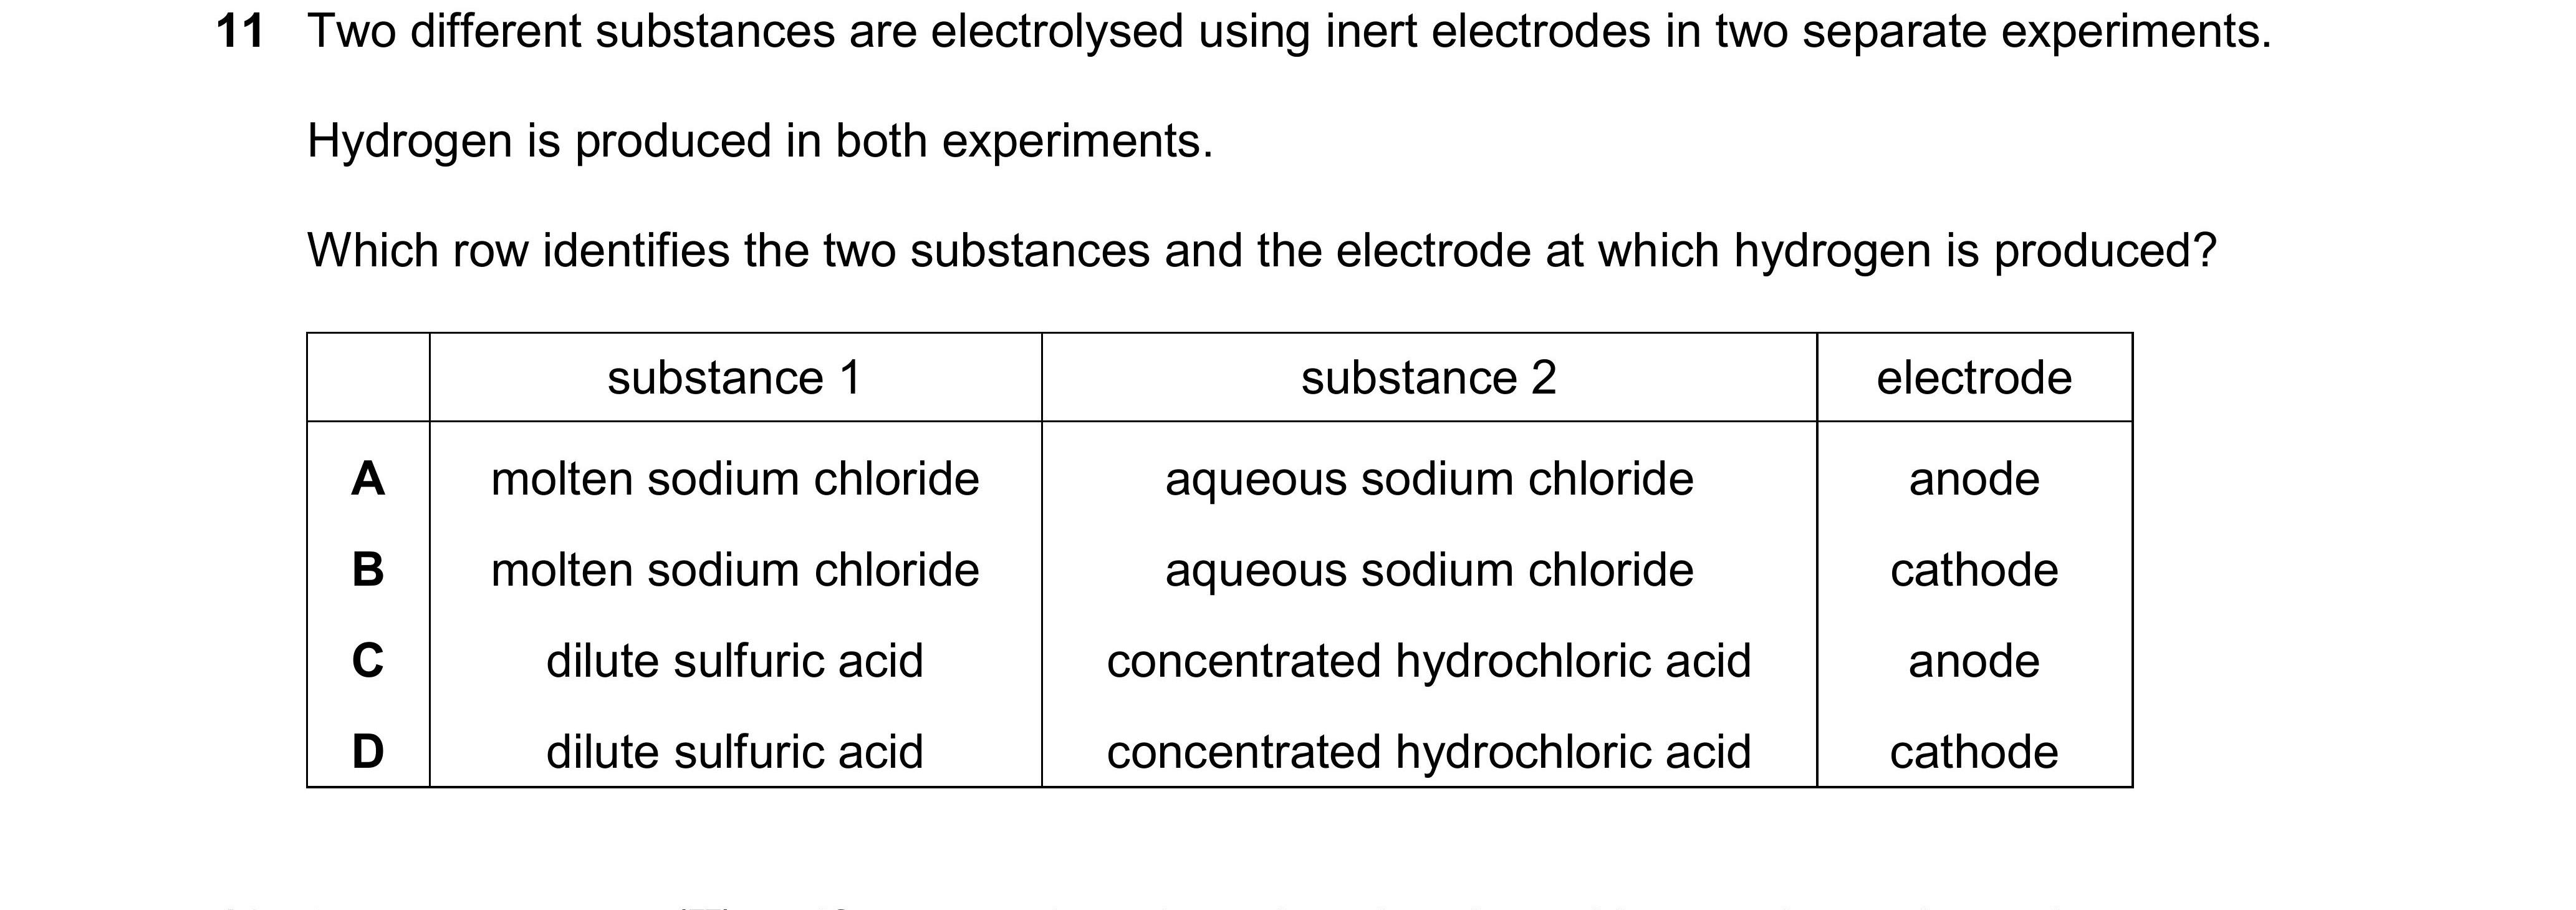 11 Two different substances are electrolysed using inert electrodes in two separate experiments.
Hydrogen is produced in both experiments.
Which row identifies the two substances and the electrode at which hydrogen is produced?
substance 1 substance 2 electrode
A molten sodium chloride aqueous sodium chloride anode
B molten sodium chloride aqueous sodium chloride cathode
C dilute sulfuric acid concentrated hydrochloric acid anode
D dilute sulfuric acid concentrated hydrochloric acid cathode